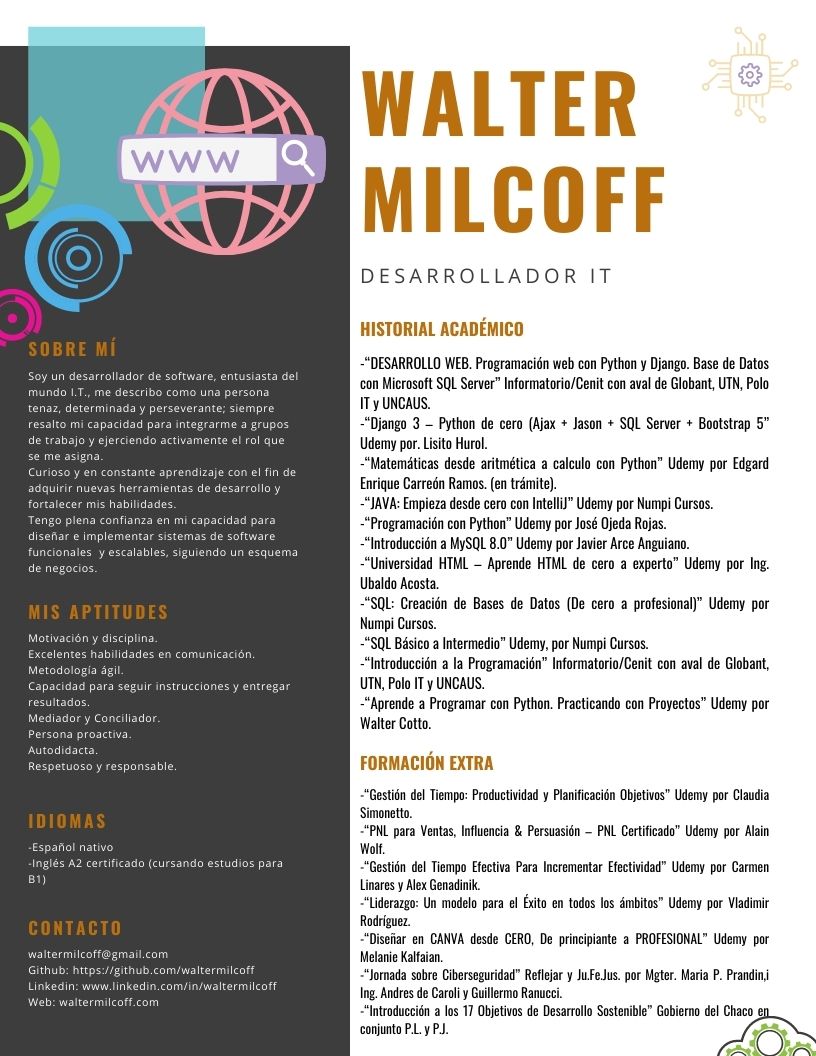 WWW
WALTER
MILCOFF
DESARROLLADOR IT
SOBRE MÍ
Soy un desarrollador de software, entusiasta del
mundo I.T., me describo como una persona
tenaz, determinada y perseverante; siempre
resalto mi capacidad para integrarme a grupos
de trabajo y ejerciendo activamente el rol que
se me asigna.
Curioso y en constante aprendizaje con el fin de
adquirir nuevas herramientas de desarrollo y
fortalecer mis habilidades.
Tengo plena confianza en mi capacidad para
diseñar e implementar sistemas de software
funcionales y escalables, siguiendo un esquema
de negocios.
MIS APTITUDES
Motivación y disciplina.
Excelentes habilidades en comunicación.
Metodología ágil.
Capacidad para seguir instrucciones y entregar
resultados.
Mediador y Conciliador.
Persona proactiva.
Autodidacta.
Respetuoso y responsable.
IDIOMAS
-Español nativo
-Inglés A2 certificado (cursando estudios para
B1)
CONTACTO
waltermilcoff@gmail.com
Github: https://github.com/waltermilcoff
Linkedin: www.linkedin.com/in/waltermilcoff
Web: waltermilcoff.com
HISTORIAL ACADÉMICO
-“DESARROLLO WEB. Programación web con Python y Django. Base de Datos
con Microsoft SQL Server” Informatorio/Cenit con aval de Globant, UTN, Polo
IT y UNCAUS.
-“Django 3 – Python de cero (Ajax + Jason + SQL Server + Bootstrap 5”
Udemy por. Lisito Hurol.
-“Matemáticas desde aritmética a calculo con Python” Udemy por Edgard
Enrique Carreón Ramos. (en trámite).
-“JAVA: Empieza desde cero con IntelliJ” Udemy por Numpi Cursos.
-“Programación con Python” Udemy por José Ojeda Rojas.
-“Introducción a MySQL 8.0” Udemy por Javier Arce Anguiano.
-“Universidad HTML – Aprende HTML de cero a experto” Udemy por Ing.
Ubaldo Acosta.
-“SQL: Creación de Bases de Datos (De cero a profesional)” Udemy por
Numpi Cursos.
-“SQL Básico a Intermedio” Udemy, por Numpi Cursos.
-“Introducción a la Programación” Informatorio/Cenit con aval de Globant,
UTN, Polo IT y UNCAUS.
-“Aprende a Programar con Python. Practicando con Proyectos” Udemy por
Walter Cotto.
FORMACIÓN EXTRA
-“Gestión del Tiempo: Productividad y Planificación Objetivos” Udemy por Claudia
Simonetto.
-“PNL para Ventas, Influencia & Persuasión – PNL Certificado” Udemy por Alain
Wolf.
-“Gestión del Tiempo Efectiva Para Incrementar Efectividad” Udemy por Carmen
Linares y Alex Genadinik.
-“Liderazgo: Un modelo para el Éxito en todos los ámbitos” Udemy por Vladimir
Rodríguez.
-“Diseñar en CANVA desde CERO, De principiante a PROFESIONAL” Udemy por
Melanie Kalfaian.
-“Jornada sobre Ciberseguridad” Reflejar y Ju.Fe.Jus. por Mgter. Maria P. Prandin,i
Ing. Andres de Caroli y Guillermo Ranucci.
-“Introducción a los 17 Objetivos de Desarrollo Sostenible” Gobierno del Chaco en
conjunto P.L. y P.J.